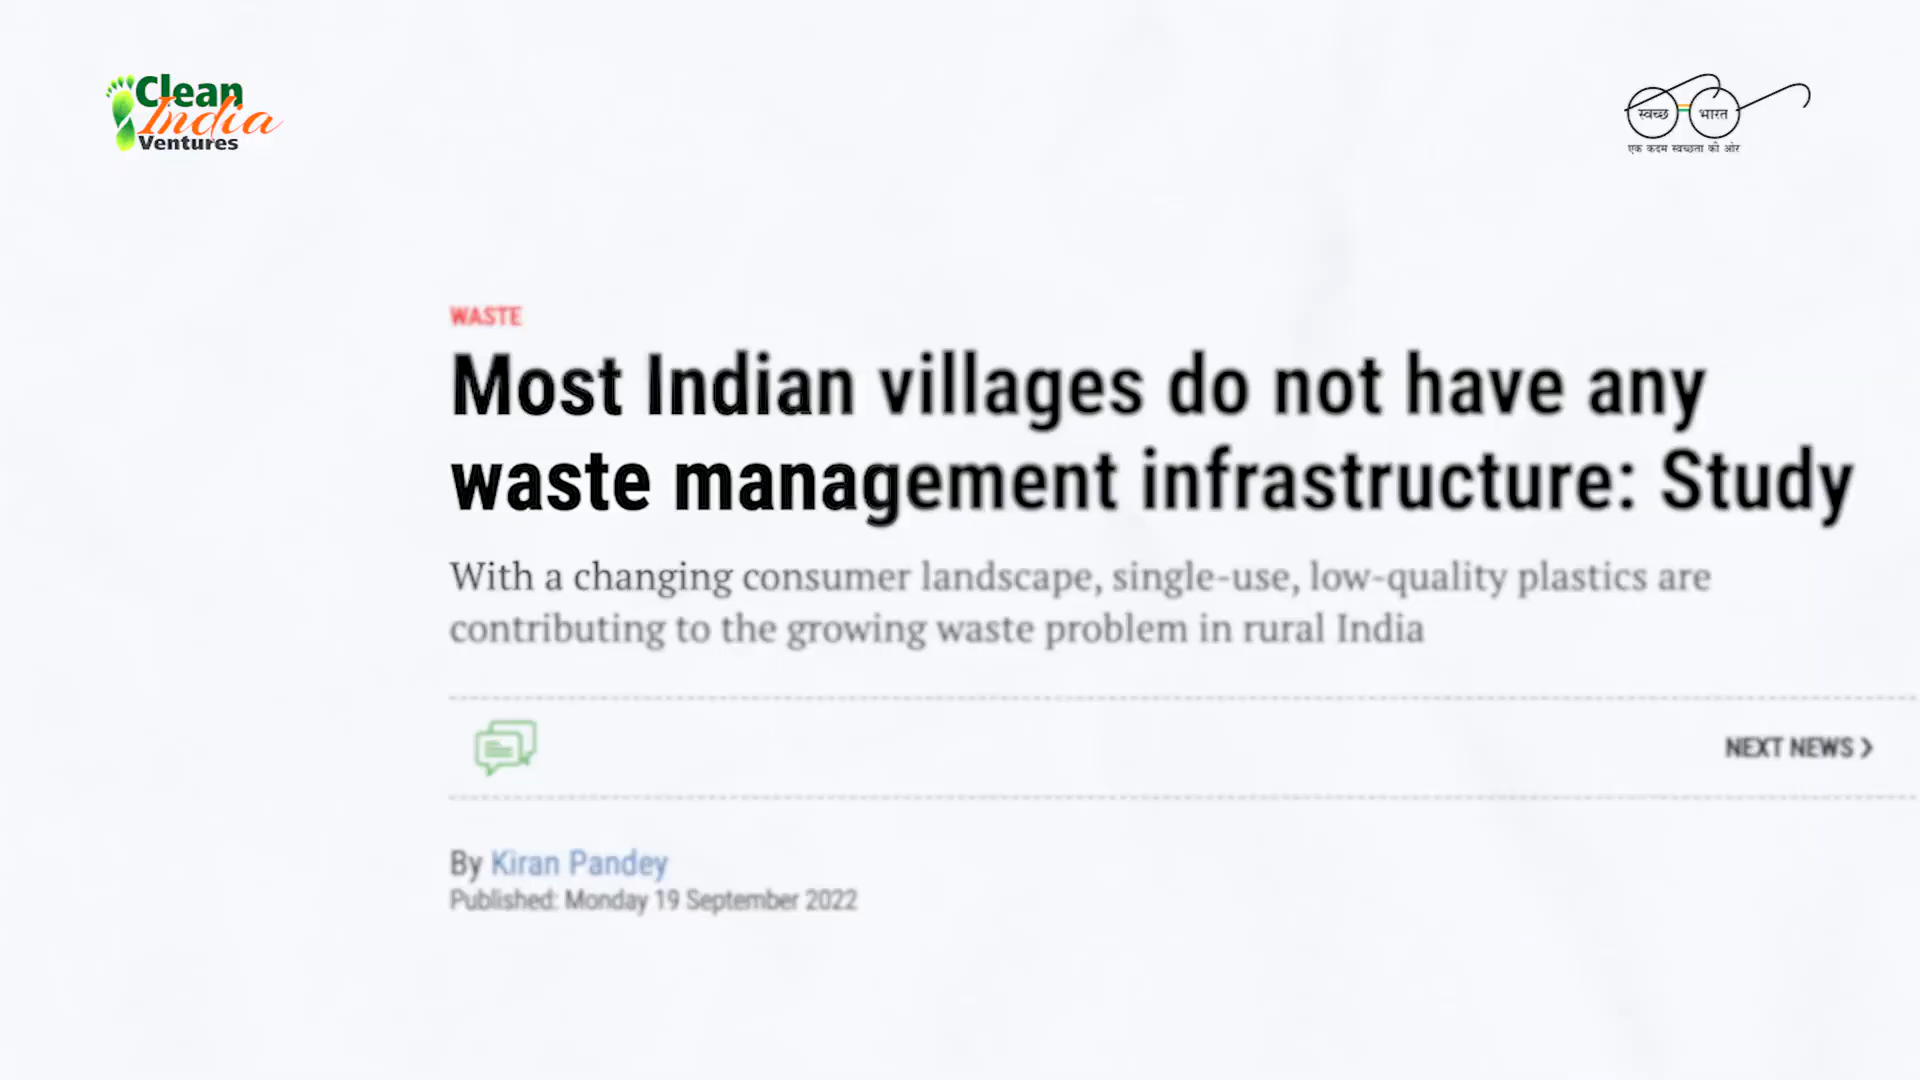 Clean
India
Ventures
स्वच्छ भारत
एक कदम स्वच्छता की ओर
WASTE
Most Indian villages do not have any
waste management infrastructure: Study
With a changing consumer landscape, single-use, low-quality plastics are
contributing to the growing waste problem in rural India
NEXT NEWS >
By Kiran Pandey
Published: Monday 19 September 2022